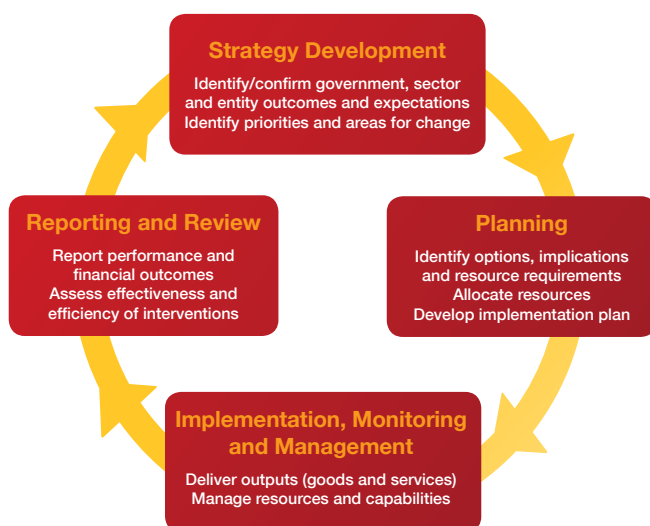 Strategy Development
Identify/confirm government, sector
and entity outcomes and expectations
Identify priorities and areas for change
Planning
Identify options, implications
and resource requirements
Allocate resources
Develop implementation plan
Implementation, Monitoring
and Management
Deliver outputs (goods and services)
Manage resources and capabilities
Reporting and Review
Report performance and
financial outcomes
Assess effectiveness and
efficiency of interventions